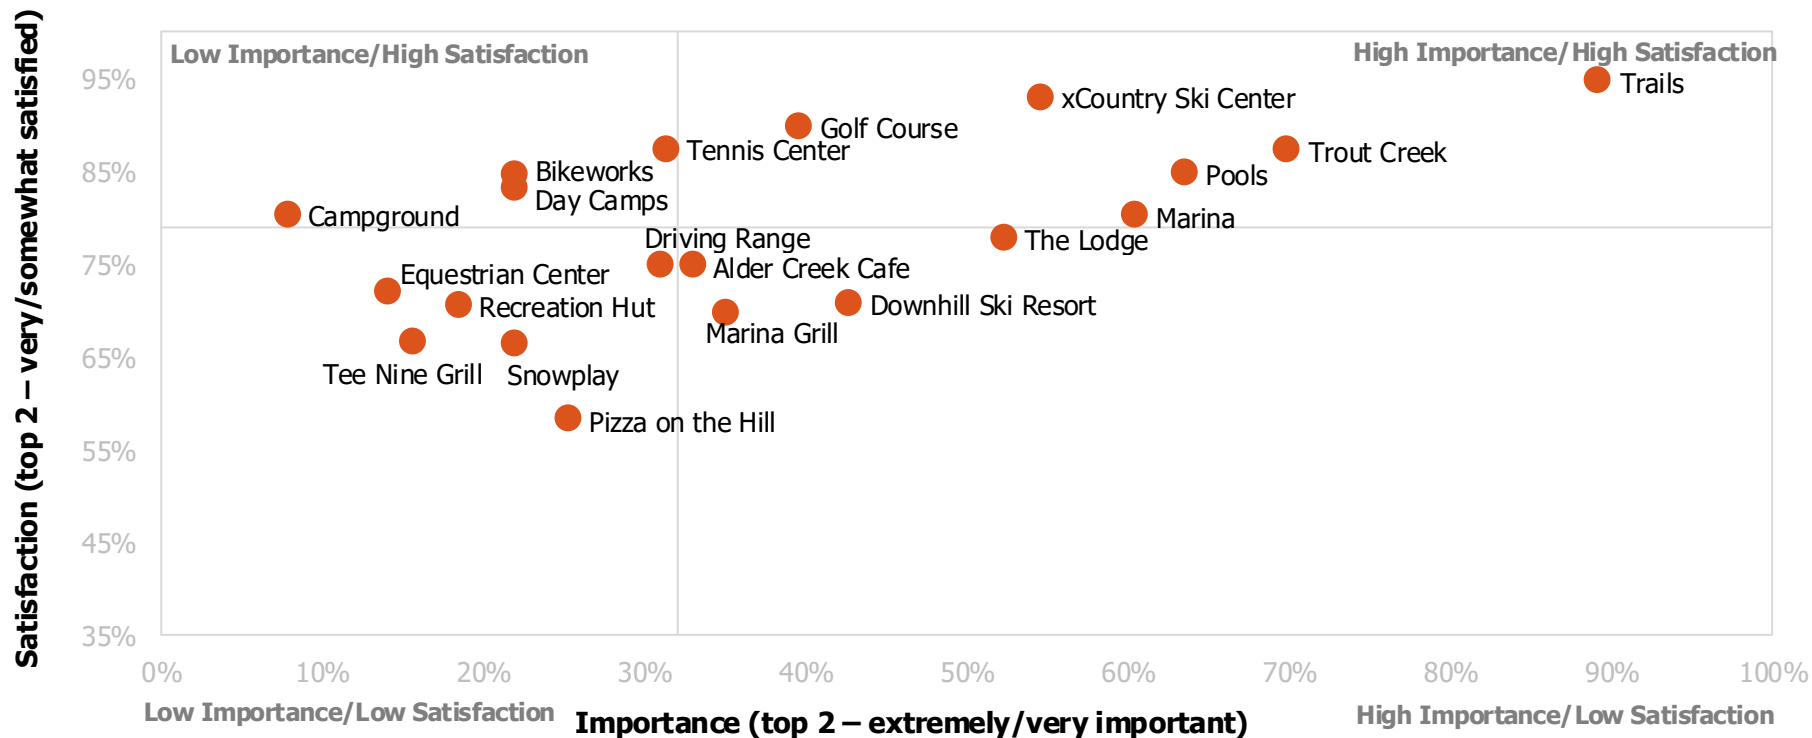 Satisfaction (top 2 – very/somewhat satisfied)
Low Importance/High Satisfaction
High Importance/High Satisfaction
95%
Trails
xCountry Ski Center
Golf Course
Tennis Center
Trout Creek
85%
Bikeworks
Pools
Day Camps
Campground
Marina
Driving Range
The Lodge
75%
Alder Creek Cafe
Equestrian Center
Recreation Hut
Downhill Ski Resort
Marina Grill
65%
Tee Nine Grill
Snowplay
Pizza on the Hill
55%
45%
35%
0% 10% 20% 30% 40% 50% 60% 70% 80% 90% 100%
Low Importance/Low Satisfaction
Importance (top 2 – extremely/very important)
High Importance/Low Satisfaction